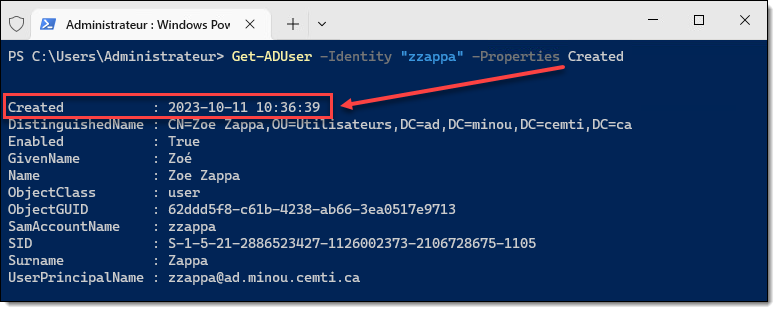 Administrateur : Windows Pow
PS C:\Users\Administrateur> Get-ADUser -Identity "zzappa" -Properties Created
Created           : 2023-10-11 10:36:39
DistinguishedName : CN=Zoe Zappa,OU=Utilisateurs,DC=ad,DC=minou,DC=cemti,DC=ca
Enabled           : True
GivenName         : Zoé
Name              : Zoe Zappa
ObjectClass       : user
ObjectGUID        : 62ddd5f8-c61b-4238-ab66-3ea0517e9713
SamAccountName    : zzappa
SID               : S-1-5-21-2886523427-1126002373-2106728675-1105
Surname           : Zappa
UserPrincipalName : zzappa@ad.minou.cemti.ca